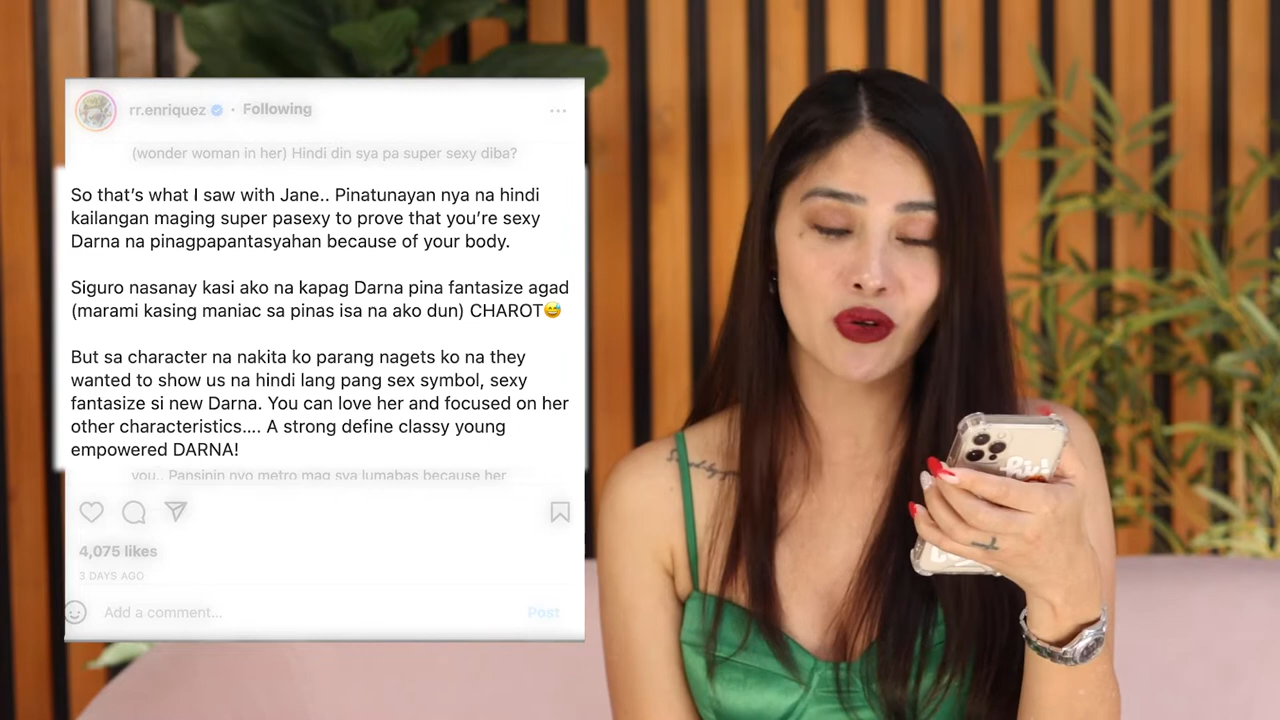 rr.enriquez • Following
(wonder woman in her) Hindi din sya pa super sexy diba?
So that's what I saw with Jane.. Pinatunayan nya na hindi
kailangan maging super pasexy to prove that you're sexy
Darna na pinagpapantasyahan because of your body.
Siguro nasanay kasi ako na kapag Darna pina fantasize agad
(marami kasing maniac sa pinas isa na ako dun) CHAROT😅
But sa character na nakita ko parang nagets ko na they
wanted to show us na hindi lang pang sex symbol, sexy
fantasize si new Darna. You can love her and focused on her
other characteristics.... A strong define classy young
empowered DARNA!
you.. Pansinin nyo metro mag sya lumabas because her
4,075 likes
3 DAYS AGO
Add a comment... Post